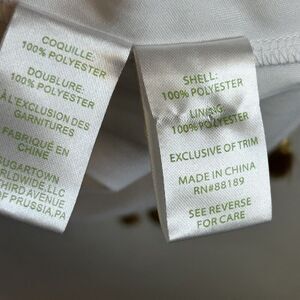 COQUILLE:
100% POLYESTER
DOUBLURE:
100% POLYESTER
À L'EXCLUSION DES
GARNITURES
FABRIQUÉ EN
CHINE
SUGARTOWN
WORLDWIDE, LLC
THIRD AVENUE
OF PRUSSIA, PA
SHELL:
100% POLYESTER
LINING
100% POLYESTER
EXCLUSIVE OF TRIM
MADE IN CHINA
RN#88189
SEE REVERSE
FOR CARE